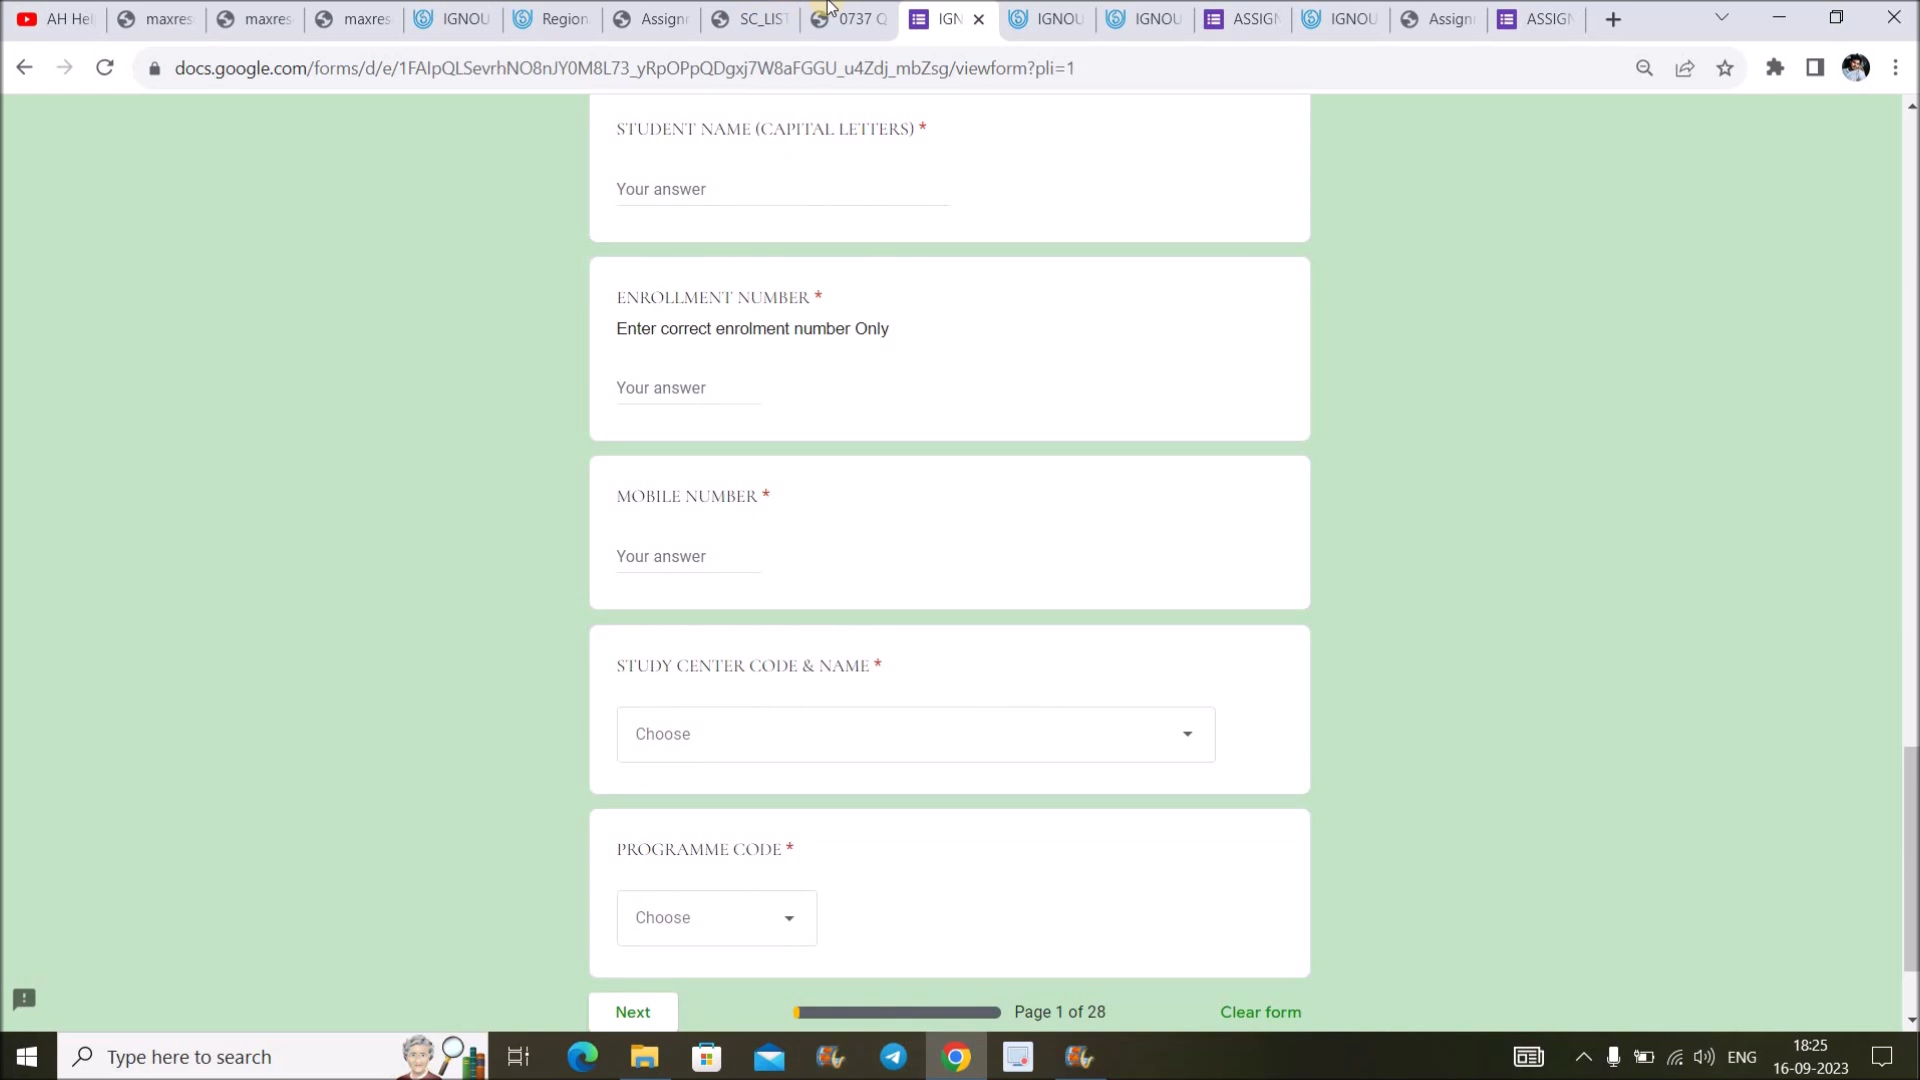 AH Hel
maxres
maxres
maxres
IGNOU
Region
Assignm
SC_LIST
0737 Q
IGN
IGNOU
IGNOU
ASSIGN
IGNOU
Assign
ASSIGN
docs.google.com/forms/d/e/1FAIpQLSevrhNO8nJY0M8L73_yRpOPpQDgxj7W8aFGGU_u4Zdj_mbZsg/viewform?pli=1
STUDENT NAME (CAPITAL LETTERS) *
Your answer
ENROLLMENT NUMBER *
Enter correct enrolment number Only
Your answer
MOBILE NUMBER *
Your answer
STUDY CENTER CODE & NAME *
Choose
PROGRAMME CODE *
Choose
Next
Page 1 of 28
Clear form
Type here to search
ENG
18:25
16-09-2023